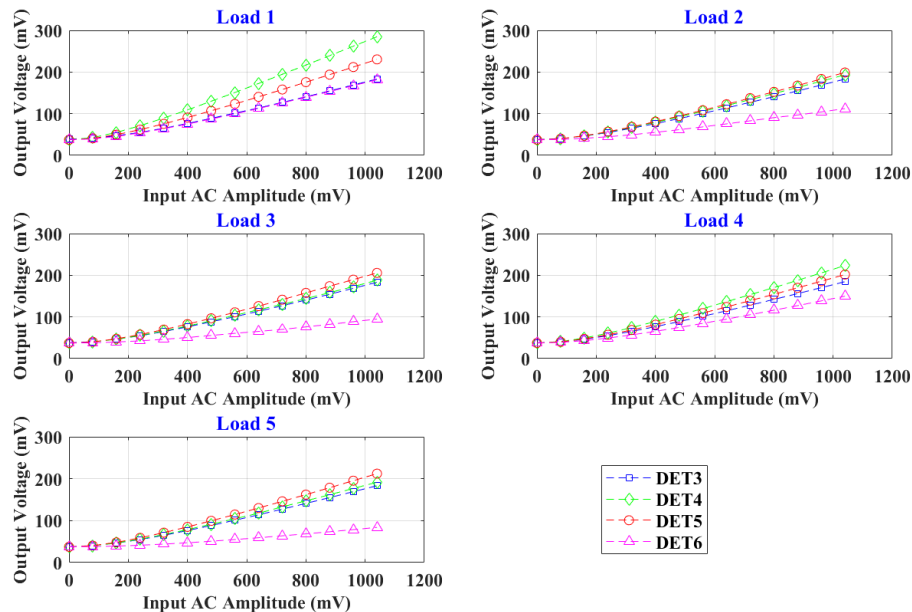 Load 1
Output Voltage (mV)
300
200
100
0
0 200 400 600 800 1000 1200
Input AC Amplitude (mV)
Load 2
Output Voltage (mV)
300
200
100
0
0 200 400 600 800 1000 1200
Input AC Amplitude (mV)
Load 3
Output Voltage (mV)
300
200
100
0
0 200 400 600 800 1000 1200
Input AC Amplitude (mV)
Load 4
Output Voltage (mV)
300
200
100
0
0 200 400 600 800 1000 1200
Input AC Amplitude (mV)
Load 5
Output Voltage (mV)
300
200
100
0
0 200 400 600 800 1000 1200
Input AC Amplitude (mV)
DET3
DET4
DET5
DET6